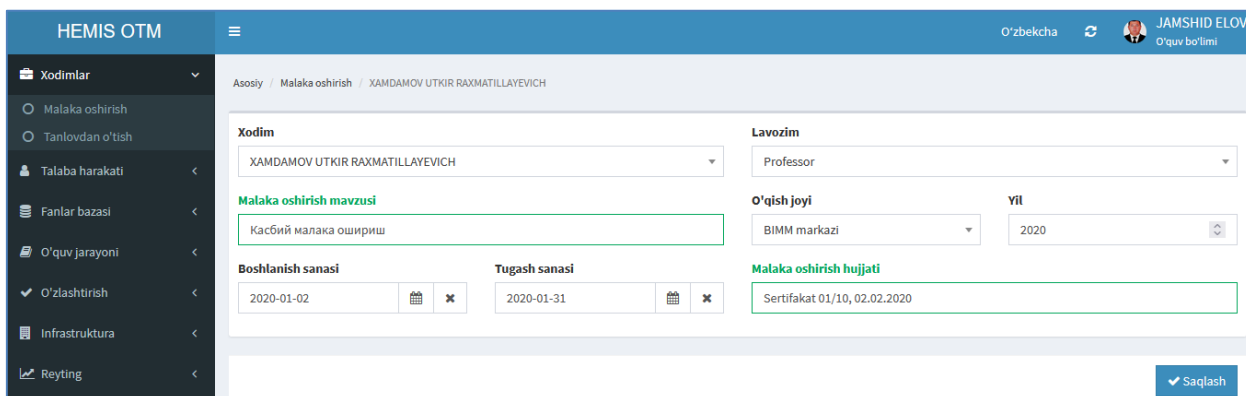 HEMIS OTM
O'zbekcha
JAMSHID ELOV
O'quv bo'limi
Xodimlar
Malaka oshirish
Tanlovdan o'tish
Talaba harakati
Fanlar bazasi
O'quv jarayoni
O'zlashtirish
Infrastruktura
Reyting
Asosiy / Malaka oshirish / XAMDAMOV UTKIR RAXMATILLAYEVICH
Xodim
XAMDAMOV UTKIR RAXMATILLAYEVICH
Lavozim
Professor
Malaka oshirish mavzusi
Касбий малака ошириш
O'qish joyi
BIMM markazi
Yil
2020
Boshlanish sanasi
2020-01-02
Tugash sanasi
2020-01-31
Malaka oshirish hujjati
Sertifakat 01/10, 02.02.2020
Saqlash